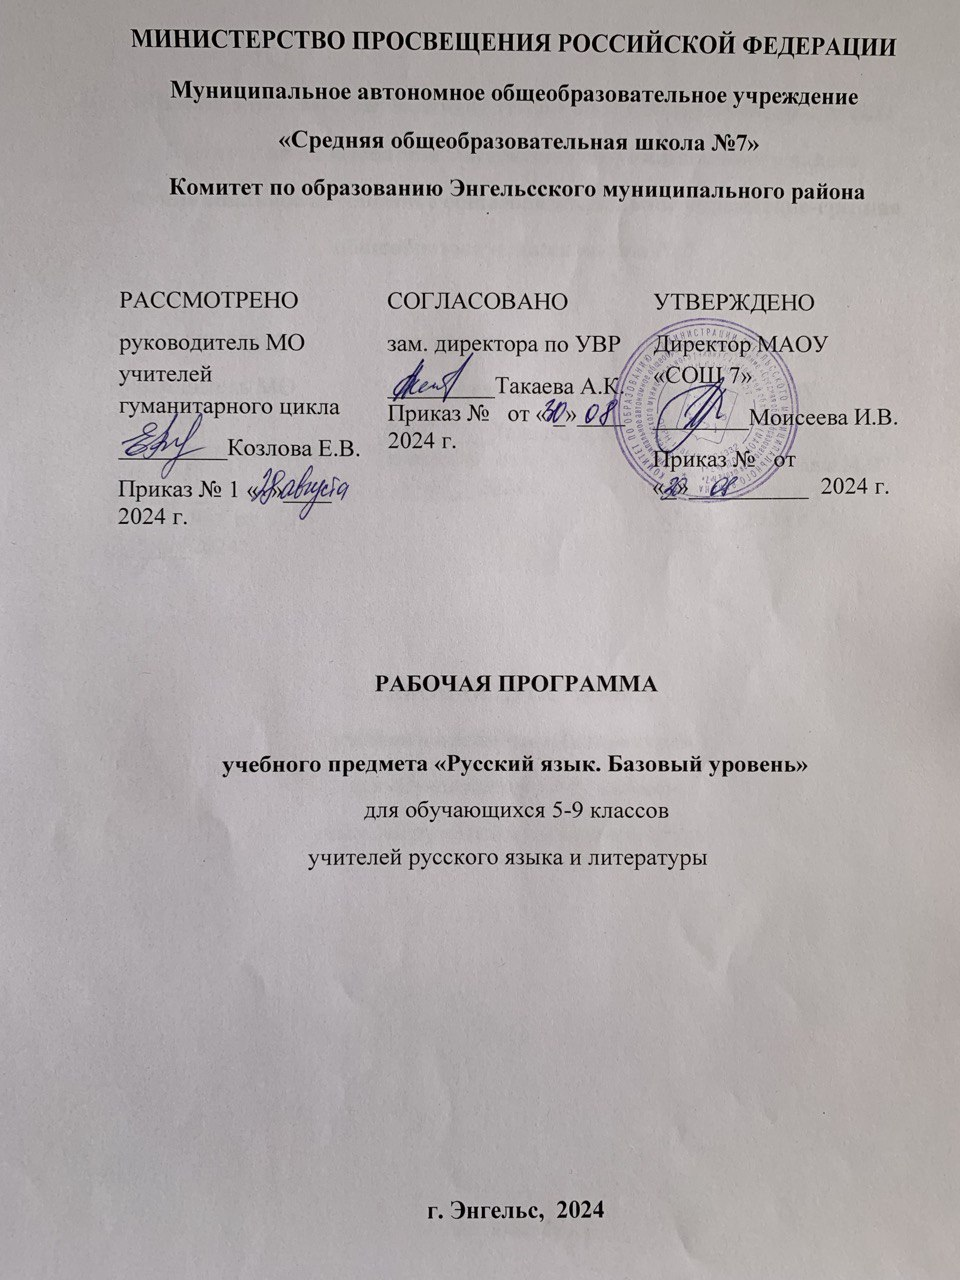 МИНИСТЕРСТВО ПРОСВЕЩЕНИЯ РОССИЙСКОЙ ФЕДЕРАЦИИ
Муниципальное автономное общеобразовательное учреждение
«Средняя общеобразовательная школа №7»
Комитет по образованию Энгельсского муниципального района
РАССМОТРЕНО
руководитель МО
учителей
гуманитарного цикла
Козлова Е.В.
Приказ № 1 «28» августа
2024 г.
СОГЛАСОВАНО
зам. директора по УВР
Такаева А.К.
Приказ № от «30» 08
2024 г.
УТВЕРЖДЕНО
Директор МАОУ
«СОШ 7»
Моисеева И.В.
Приказ № от
« » 08 2024 г.
РАБОЧАЯ ПРОГРАММА
учебного предмета «Русский язык. Базовый уровень»
для обучающихся 5-9 классов
учителей русского языка и литературы
г. Энгельс, 2024